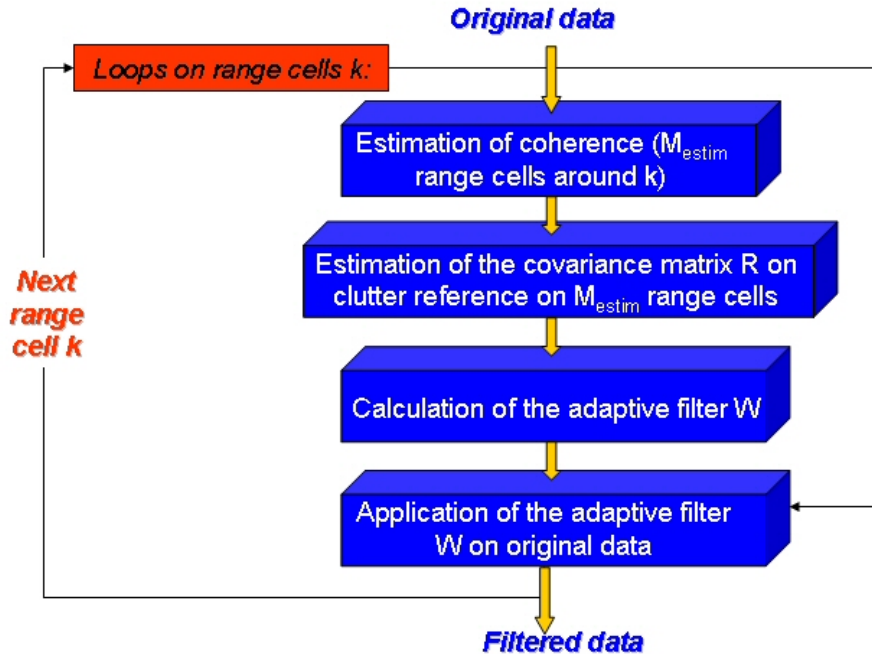 Original data
Loops on range cells k:
Estimation of coherence (M_estim
range cells around k)
Estimation of the covariance matrix R on
clutter reference on M_estim range cells
Next
range
cell k
Calculation of the adaptive filter W
Application of the adaptive filter
W on original data
Filtered data